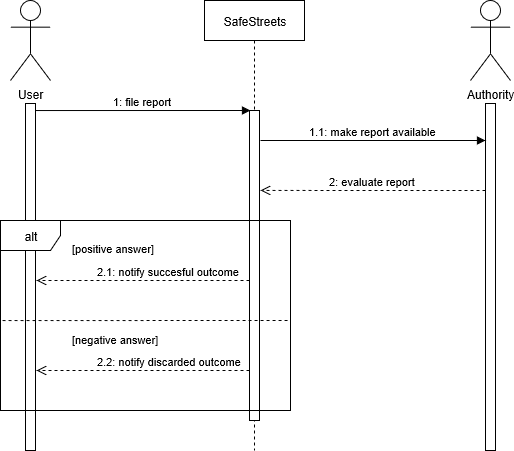 SafeStreets
User
Authority
1: file report
1.1: make report available
2: evaluate report
alt
[positive answer]
2.1: notify succesful outcome
[negative answer]
2.2: notify discarded outcome